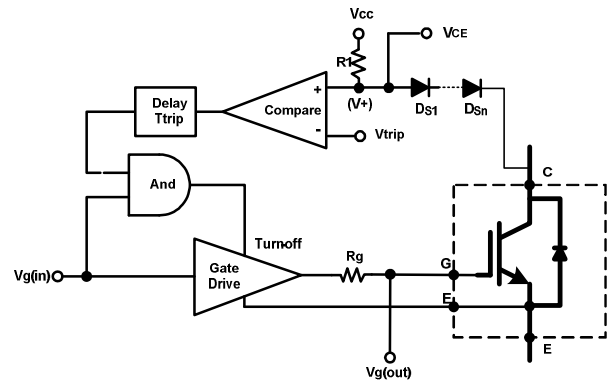 Vcc
VCE
R1
+
Compare
-
(V+)
DS1
DSn
Delay
Ttrip
Vtrip
And
C
Turn-off
Vg(in)
Gate
Drive
Rg
G
E
E
Vg(out)